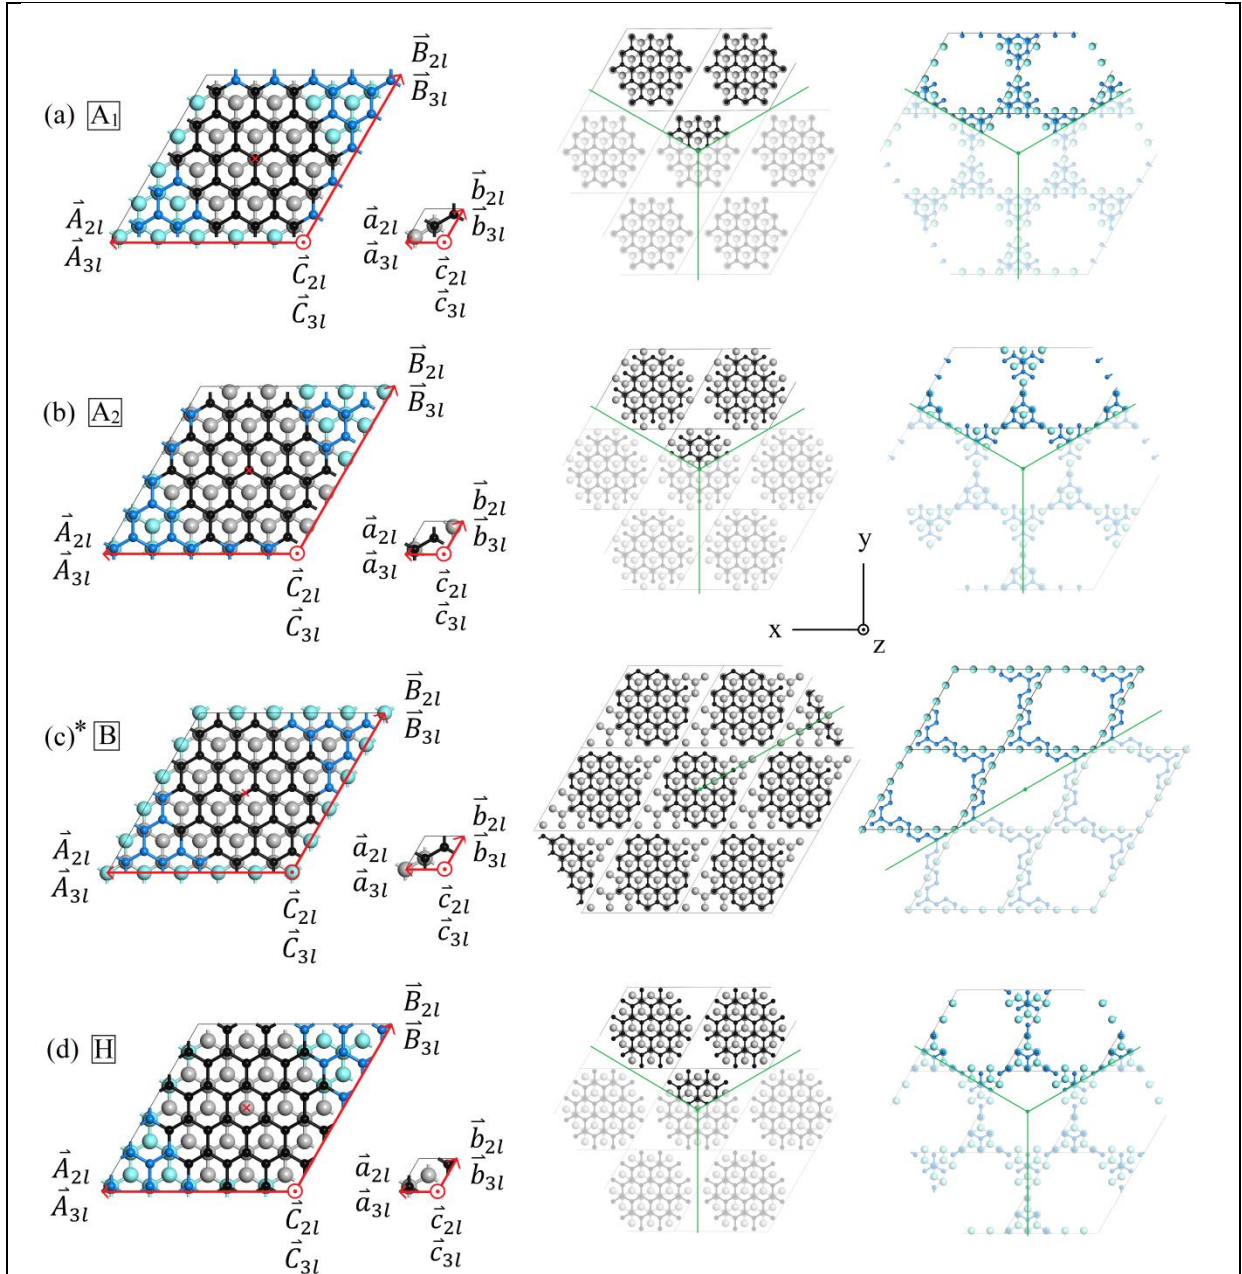 B⃗₂ₗ
B⃗₃ₗ
(a) A₁
A⃗₂ₗ
A⃗₃ₗ
C⃗₂ₗ
C⃗₃ₗ
b⃗₂ₗ
b⃗₃ₗ
a⃗₂ₗ
a⃗₃ₗ
c⃗₂ₗ
c⃗₃ₗ
B⃗₂ₗ
B⃗₃ₗ
(b) A₂
A⃗₂ₗ
A⃗₃ₗ
C⃗₂ₗ
C⃗₃ₗ
b⃗₂ₗ
b⃗₃ₗ
a⃗₂ₗ
a⃗₃ₗ
c⃗₂ₗ
c⃗₃ₗ
y
x
z
B⃗₂ₗ
B⃗₃ₗ
(c)* B
A⃗₂ₗ
A⃗₃ₗ
C⃗₂ₗ
C⃗₃ₗ
b⃗₂ₗ
b⃗₃ₗ
a⃗₂ₗ
a⃗₃ₗ
c⃗₂ₗ
c⃗₃ₗ
B⃗₂ₗ
B⃗₃ₗ
(d) H
A⃗₂ₗ
A⃗₃ₗ
C⃗₂ₗ
C⃗₃ₗ
b⃗₂ₗ
b⃗₃ₗ
a⃗₂ₗ
a⃗₃ₗ
c⃗₂ₗ
c⃗₃ₗ